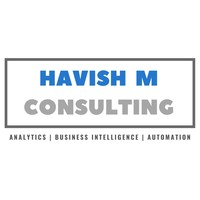 HAVISH M
CONSULTING
ANALYTICS | BUSINESS INTELLIGENCE | AUTOMATION